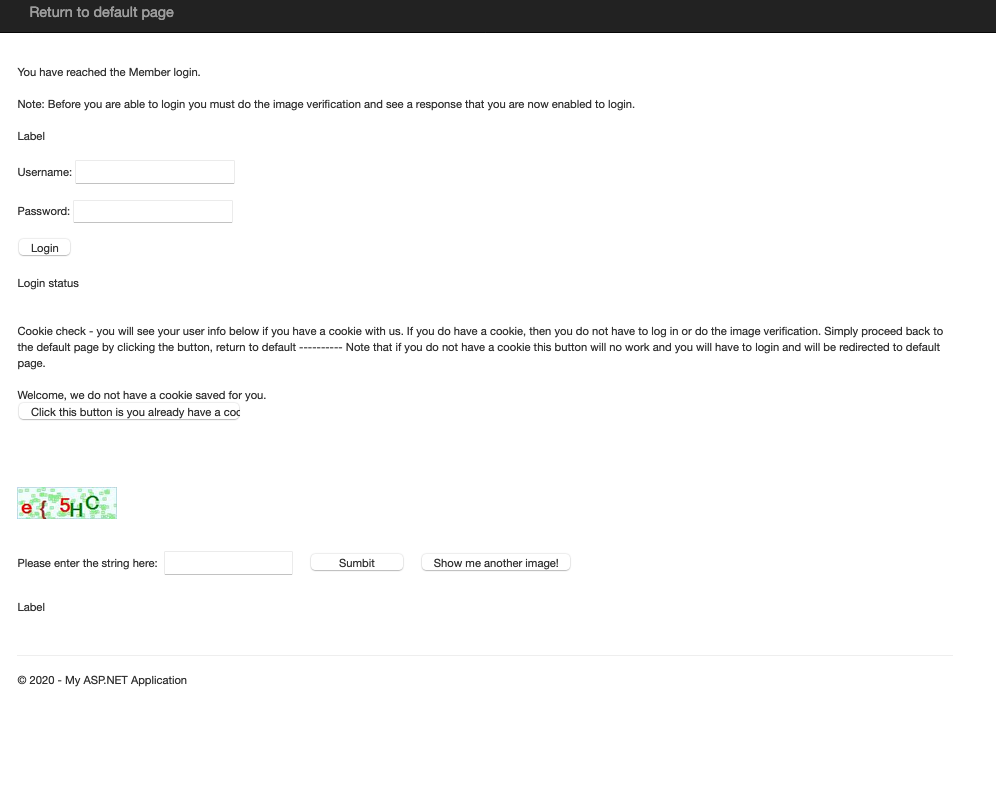 Return to default page
You have reached the Member login.
Note: Before you are able to login you must do the image verification and see a response that you are now enabled to login.
Label
Username:
Password:
Login
Login status
Cookie check - you will see your user info below if you have a cookie with us. If you do have a cookie, then you do not have to log in or do the image verification. Simply proceed back to
the default page by clicking the button, return to default ---------- Note that if you do not have a cookie this button will no work and you will have to login and will be redirected to default
page.
Welcome, we do not have a cookie saved for you.
Click this button is you already have a coo
e { 5HC
Please enter the string here: Sumbit Show me another image!
Label
© 2020 - My ASP.NET Application